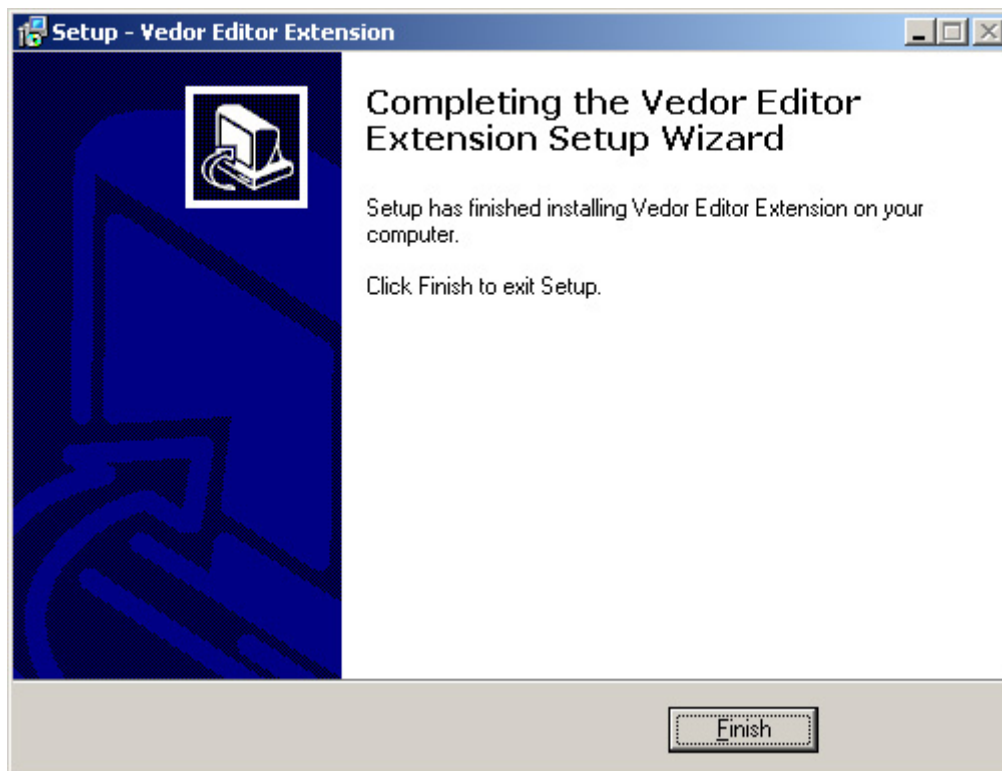 Setup - Vedor Editor Extension
Completing the Vedor Editor
Extension Setup Wizard
Setup has finished installing Vedor Editor Extension on your
computer.
Click Finish to exit Setup.
Finish